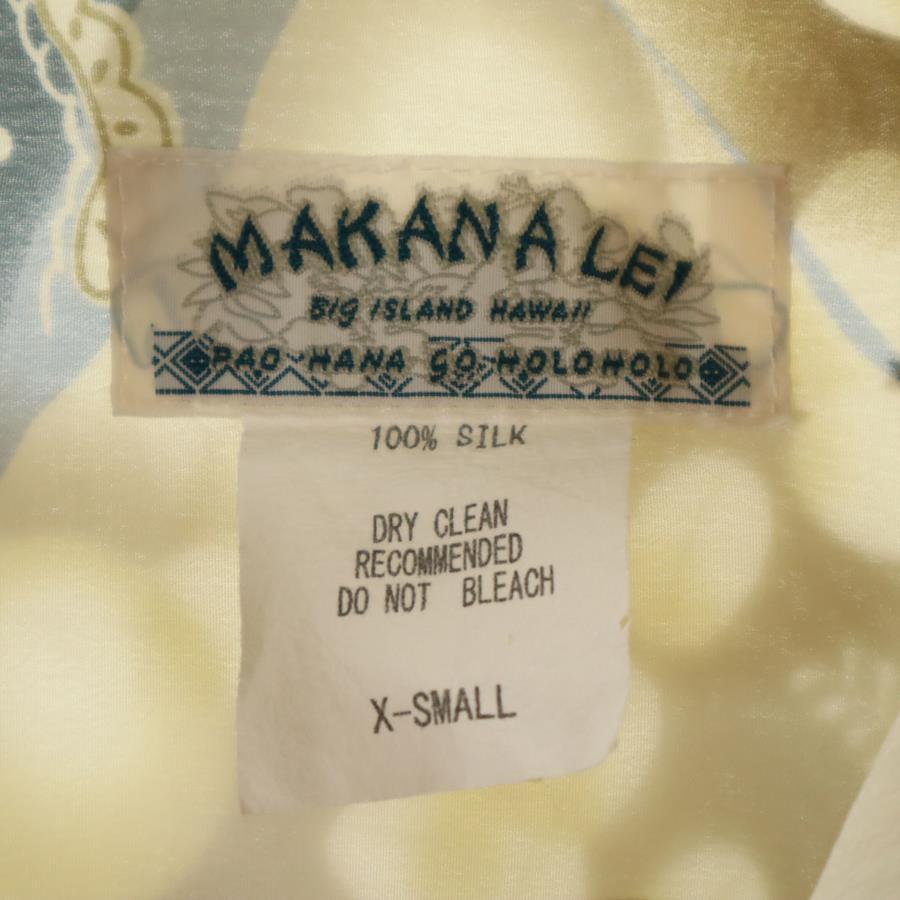 MAKANA LEI
BIG ISLAND HAWAII
PAO HANA GO HOLOHOLO
100% SILK
DRY CLEAN
RECOMMENDED
DO NOT BLEACH
X-SMALL